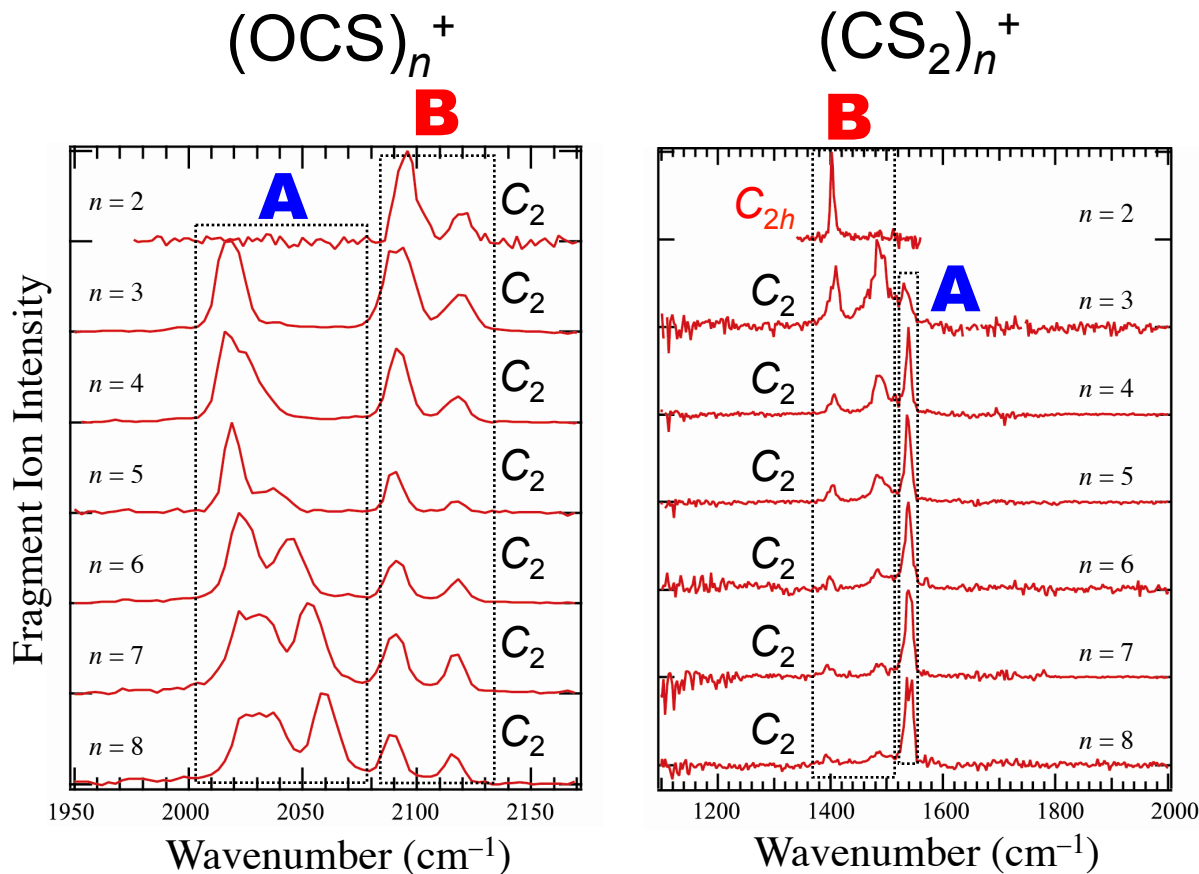 (OCS)n+
(CS2)n+
B
B
A
A
n = 2
C2
n = 3
C2
n = 4
C2
n = 5
C2
n = 6
C2
n = 7
C2
n = 8
C2
1950
2000
2050
2100
2150
Wavenumber (cm–1)
Fragment Ion Intensity
C2h
n = 2
C2
n = 3
C2
n = 4
C2
n = 5
C2
n = 6
C2
n = 7
C2
n = 8
1200
1400
1600
1800
2000
Wavenumber (cm–1)